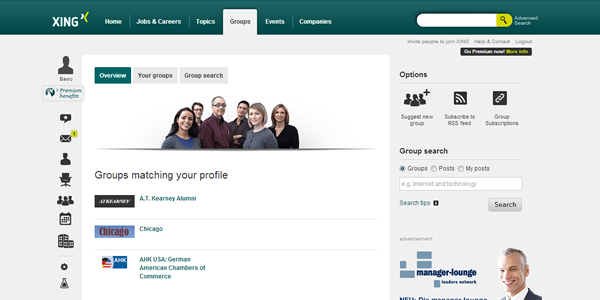 XING
Home
Jobs & Careers
Topics
Groups
Events
Companies
Advanced
Search
Invite people to join XING
Help & Contact
Logout
Go Premium now! More info
Basic
Premium
benefits
Overview
Your groups
Group search
Groups matching your profile
ATKEARNEY
A.T. Kearney Alumni
Chicago
Chicago
AHK
AHK USA: German
American Chambers of
Commerce
Options
Suggest new
group
Subscribe to
RSS feed
Group
Subscriptions
Group search
Groups
Posts
My posts
e.g. Internet and technology
Search tips
Search
advertisement
manager-lounge
leaders network
NEU: Die manager lounge